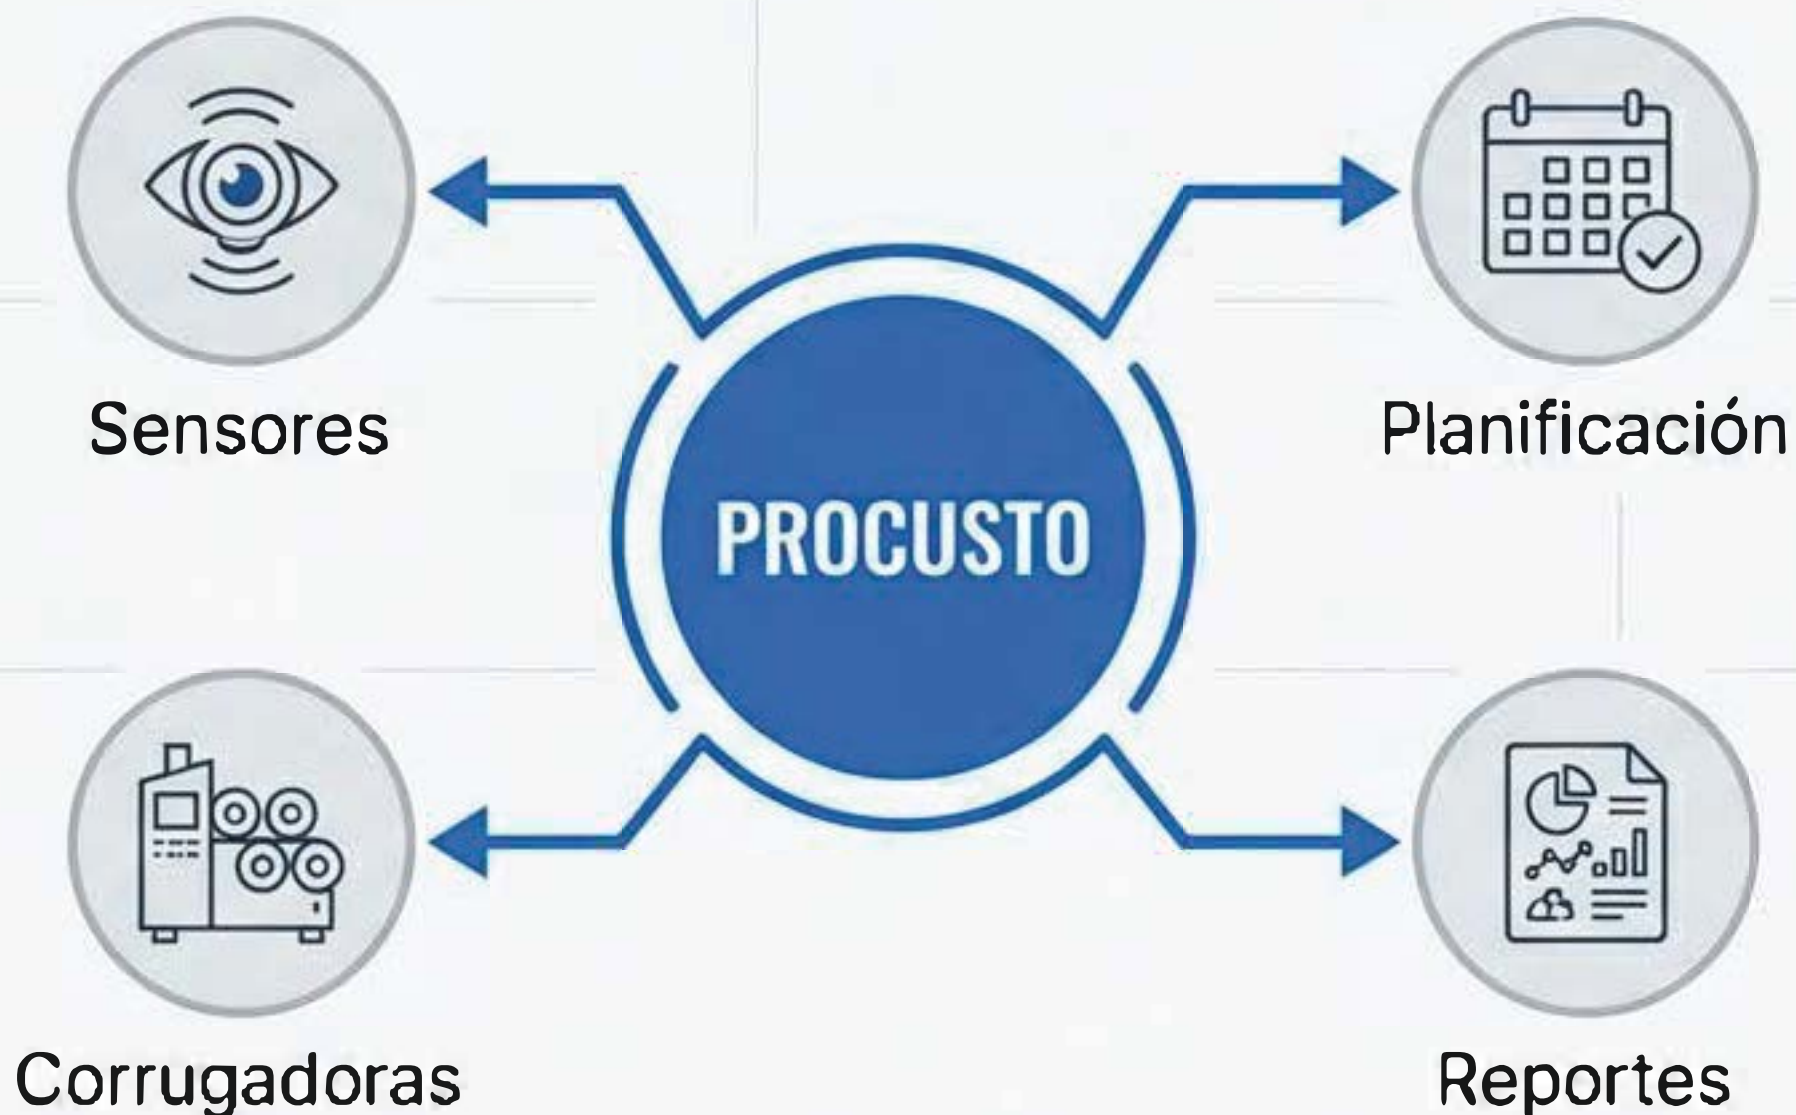 Sensores
Planificación
PROCUSTO
Corrugadoras
Reportes